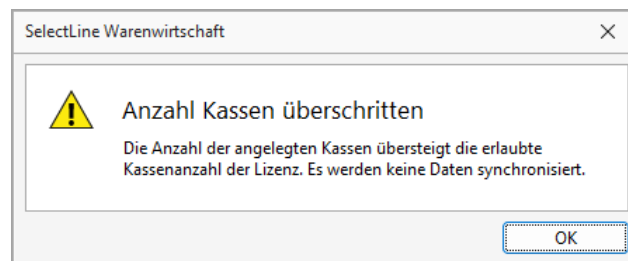 SelectLine Warenwirtschaft
Anzahl Kassen überschritten
Die Anzahl der angelegten Kassen übersteigt die erlaubte
Kassenanzahl der Lizenz. Es werden keine Daten synchronisiert.
OK